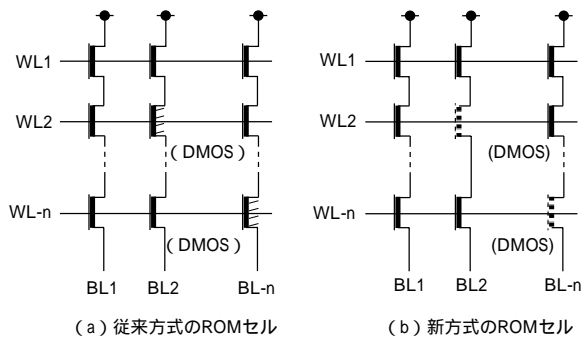 WL1
WL2
(DMOS)
WL-n
(DMOS)
BL1 BL2 BL-n
(a)従来方式のROMセル
WL1
WL2
(DMOS)
WL-n
(DMOS)
BL1 BL2 BL-n
(b)新方式のROMセル